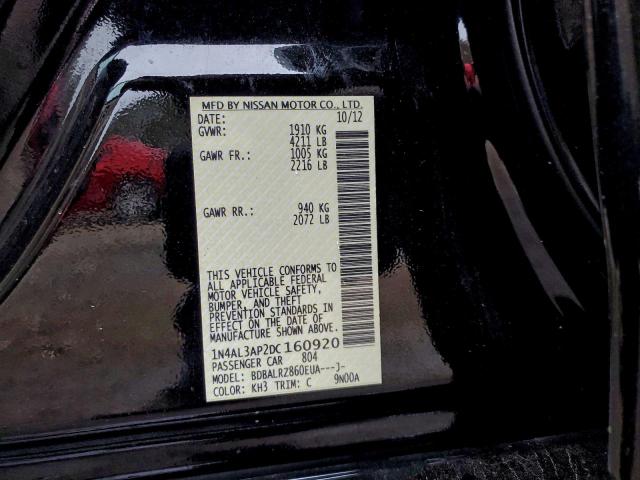 MFD BY NISSAN MOTOR CO., LTD.
DATE: 10/12
GVWR: 1910 KG
4211 LB
GAWR FR.: 1005 KG
2216 LB
GAWR RR.: 940 KG
2072 LB
THIS VEHICLE CONFORMS TO
ALL APPLICABLE FEDERAL
MOTOR VEHICLE SAFETY,
BUMPER, AND THEFT
PREVENTION STANDARDS IN
EFFECT ON THE DATE OF
MANUFACTURE SHOWN ABOVE.
1N4AL3AP2DC160920
PASSENGER CAR 804
MODEL: BDBALRZ860EUA---J-
COLOR: KH3 TRIM: C 9N00A